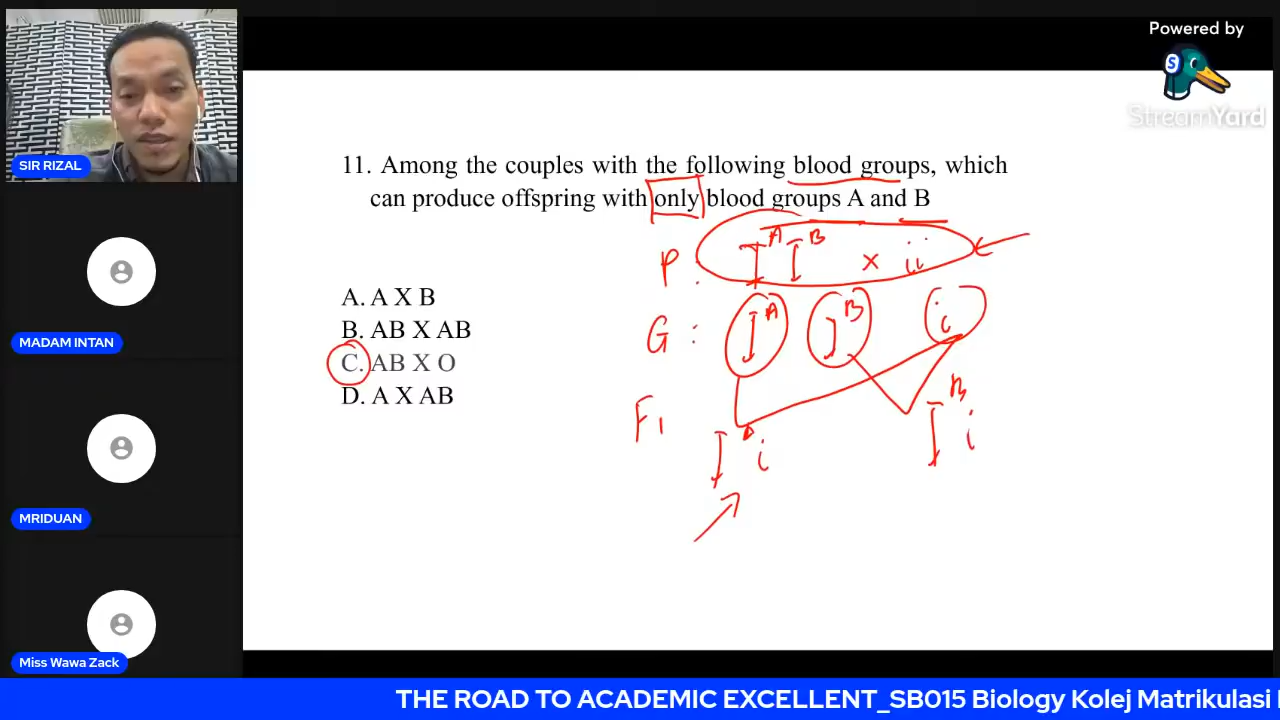 Powered by
S
StreamYard
SIR RIZAL
11. Among the couples with the following blood groups, which
can produce offspring with only blood groups A and B
P : I^A I^B x ii
A. A X B
B. AB X AB
C. AB X O
D. A X AB
G : I^A I^B i
F1
I^A i I^B i
MADAM INTAN
MRIDUAN
Miss Wawa Zack
THE ROAD TO ACADEMIC EXCELLENT_SB015 Biology Kolej Matrikulasi